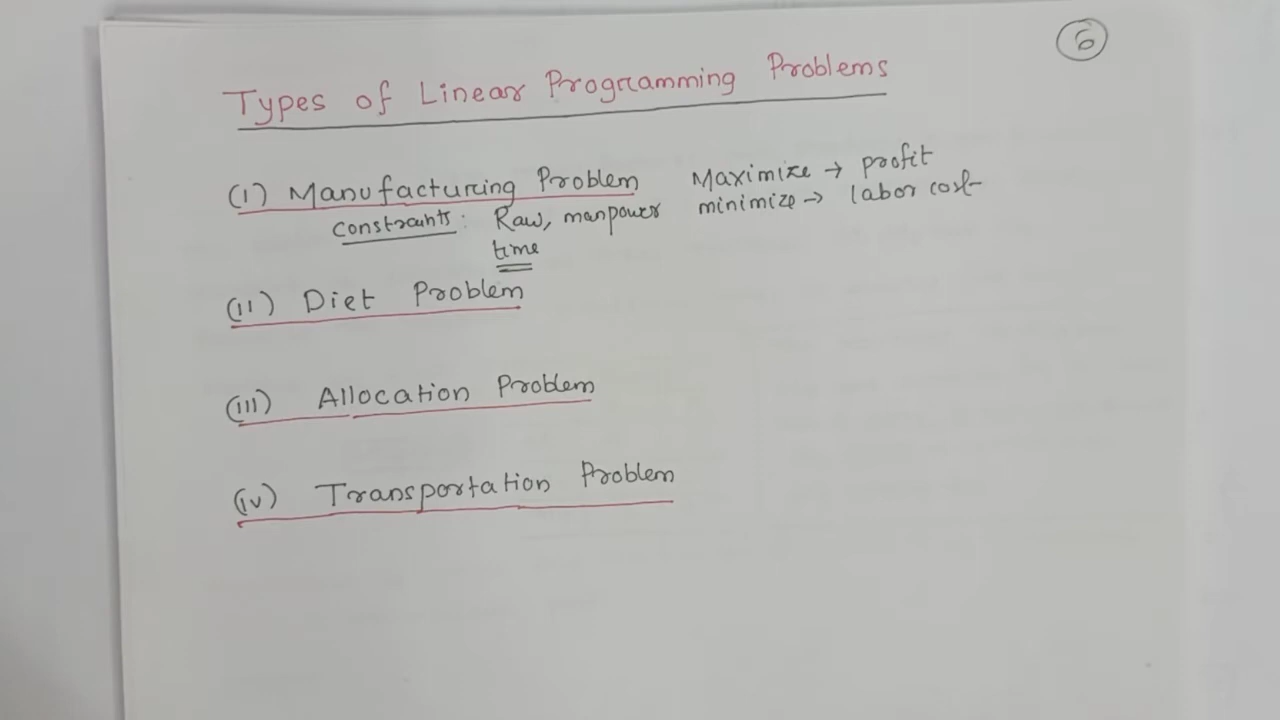 6
Types of Linear Programming Problems
(i) Manufacturing Problem Maximize → profit
constraints: Raw, manpower minimize → labor cost
time
(ii) Diet Problem
(iii) Allocation Problem
(iv) Transportation Problem